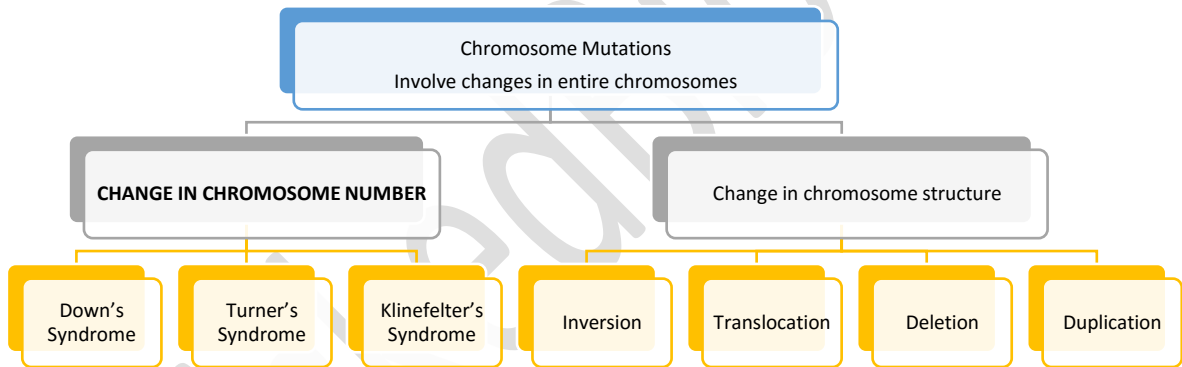 Chromosome Mutations
Involve changes in entire chromosomes
CHANGE IN CHROMOSOME NUMBER
Change in chromosome structure
Down's
Syndrome
Turner's
Syndrome
Klinefelter's
Syndrome
Inversion
Translocation
Deletion
Duplication